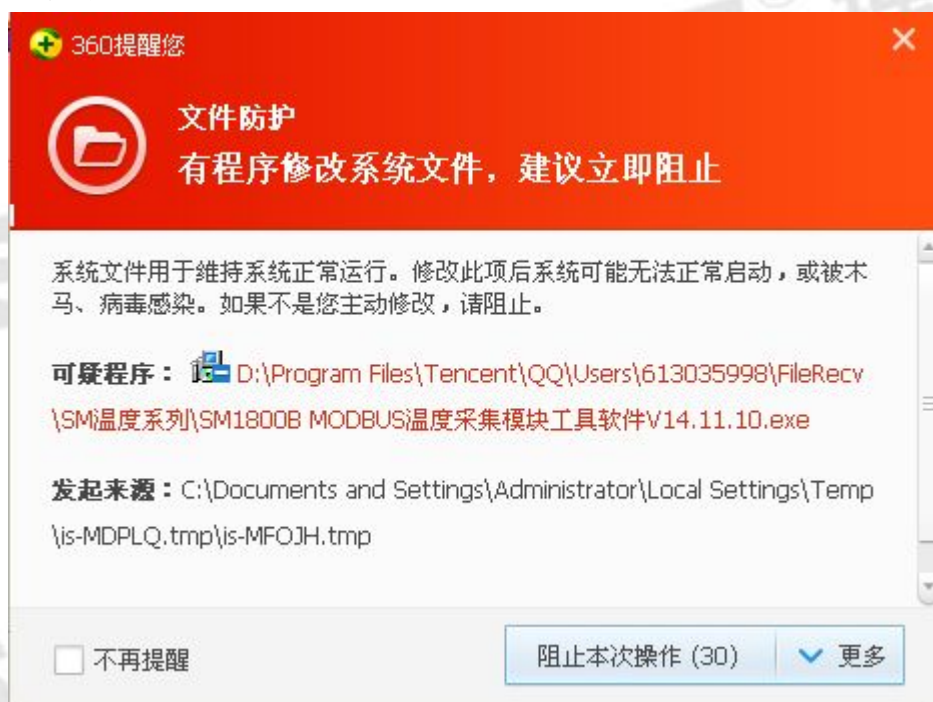 360提醒您
文件防护
有程序修改系统文件，建议立即阻止
系统文件用于维持系统正常运行。修改此项后系统可能无法正常启动，或被木
马、病毒感染。如果不是您主动修改，请阻止。
可疑程序： D:\Program Files\Tencent\QQ\Users\613035998\FileRecv
\SM温度系列\SM1800B MODBUS温度采集模块工具软件V14.11.10.exe
发起来源：C:\Documents and Settings\Administrator\Local Settings\Temp
\is-MDPLQ.tmp\is-MFOJH.tmp
不再提醒
阻止本次操作 (30) 更多